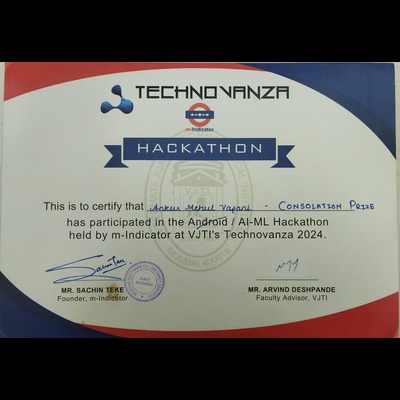 TECHNOVANZA
m-Indicator
HACKATHON
This is to certify that Ankur Mehul Vapani - CONSOLATION PRIZE
has participated in the Android / AI-ML Hackathon
held by m-Indicator at VJTI's Technovanza 2024.
MR. SACHIN TEKE
Founder, m-Indicator
MR. ARVIND DESHPANDE
Faculty Advisor, VJTI